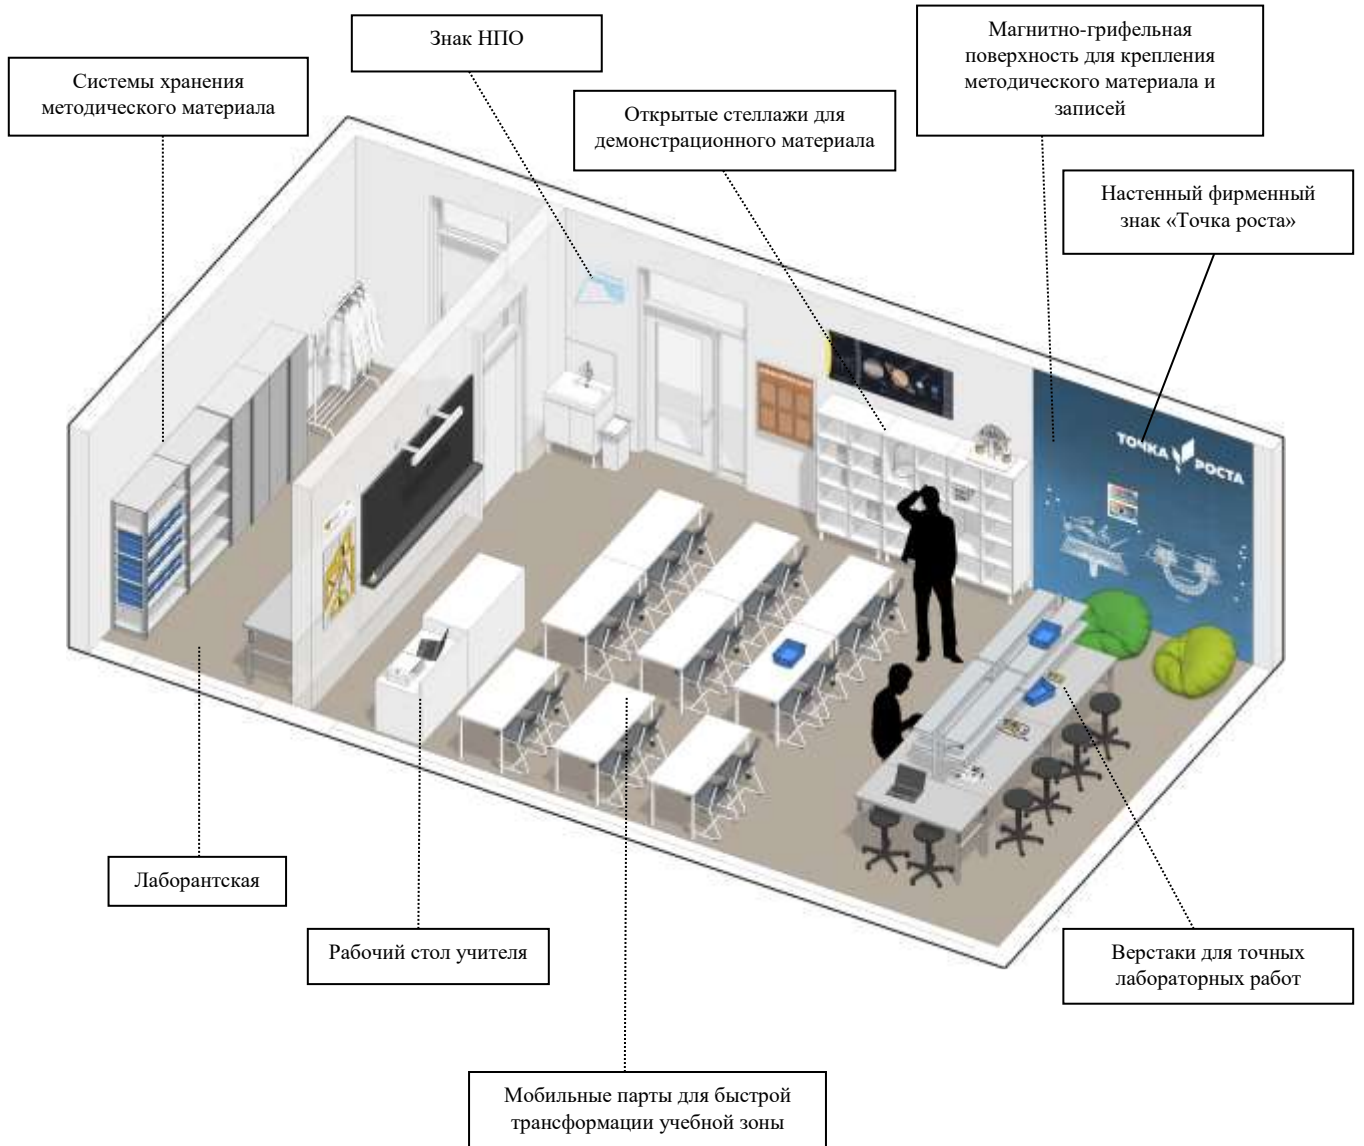 Знак НПО
Магнитно-грифельная
поверхность для крепления
методического материала и
записей
Системы хранения
методического материала
Открытые стеллажи для
демонстрационного материала
Настенный фирменный
знак «Точка роста»
ТОЧКА РОСТА
Лаборантская
Рабочий стол учителя
Верстаки для точных
лабораторных работ
Мобильные парты для быстрой
трансформации учебной зоны